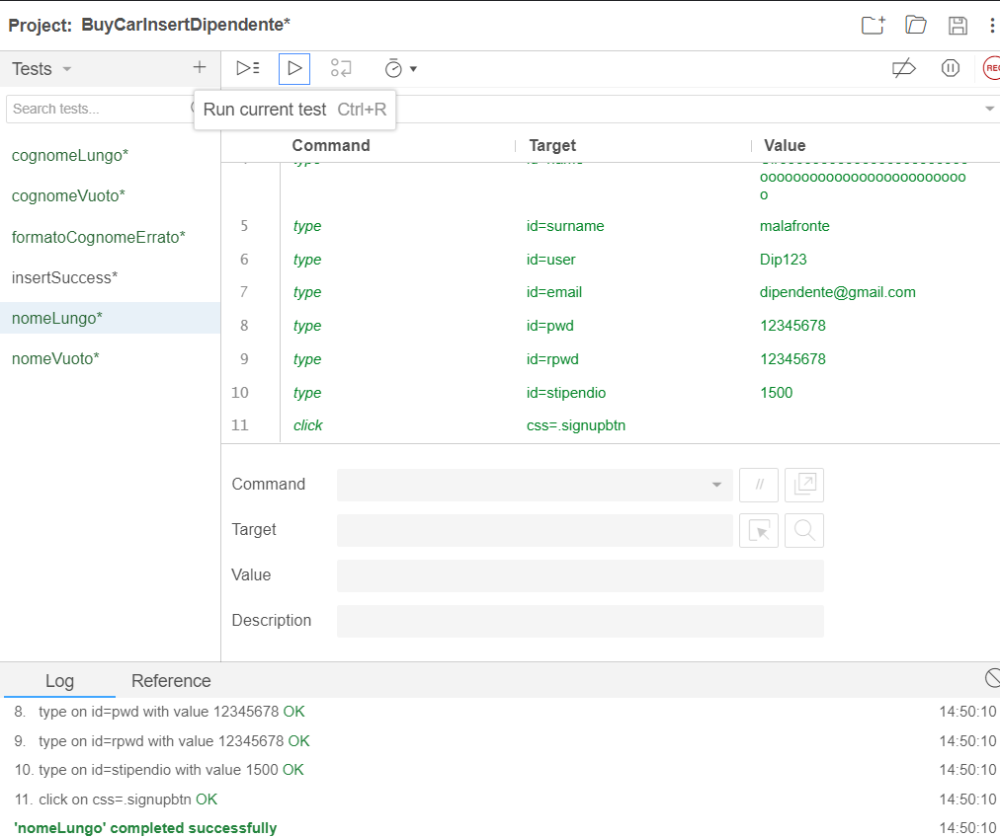 Project: BuyCarInsertDipendente*
Tests
Run current test Ctrl+R
Search tests...
REC
Command Target Value
cognomeLungo*
cognomeVuoto*
formatoCognomeErrato*
insertSuccess*
nomeLungo*
nomeVuoto*
type id=name
ooooooooooooooooooooooooo
o
5 type id=surname malafronte
6 type id=user Dip123
7 type id=email dipendente@gmail.com
8 type id=pwd 12345678
9 type id=rpwd 12345678
10 type id=stipendio 1500
11 click css=.signupbtn
Command //
Target
Value
Description
Log Reference
8. type on id=pwd with value 12345678 OK 14:50:10
9. type on id=rpwd with value 12345678 OK 14:50:10
10. type on id=stipendio with value 1500 OK 14:50:10
11. click on css=.signupbtn OK 14:50:10
'nomeLungo' completed successfully 14:50:10